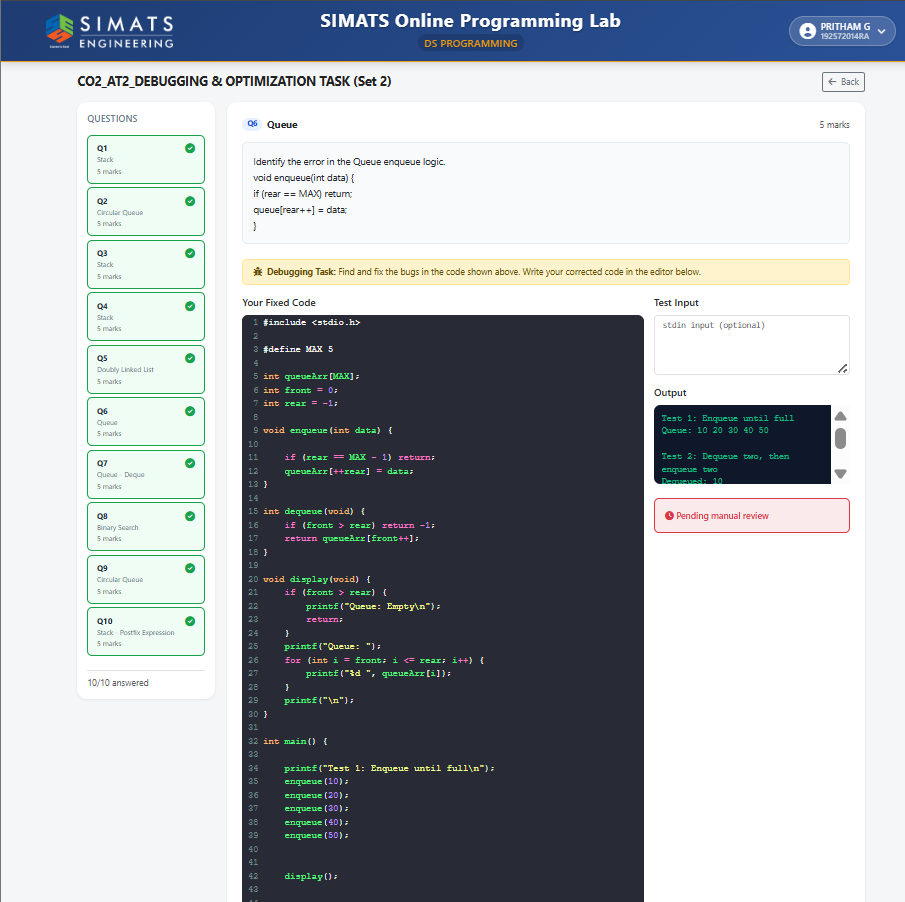 SIMATS
ENGINEERING
SIMATS Online Programming Lab
DS PROGRAMMING
PRITHAM G
192572014RA
CO2_AT2_DEBUGGING & OPTIMIZATION TASK (Set 2)
← Back
QUESTIONS
Q1
Stack
5 marks
Q2
Circular Queue
5 marks
Q3
Stack
5 marks
Q4
Stack
5 marks
Q5
Doubly Linked List
5 marks
Q6
Queue
5 marks
Q7
Queue · Deque
5 marks
Q8
Binary Search
5 marks
Q9
Circular Queue
5 marks
Q10
Stack · Postfix Expression
5 marks
10/10 answered
Q6 Queue 5 marks
Identify the error in the Queue enqueue logic.
void enqueue(int data) {
if (rear == MAX) return;
queue[rear++] = data;
}
Debugging Task: Find and fix the bugs in the code shown above. Write your corrected code in the editor below.
Your Fixed Code
1 #include <stdio.h>
2
3 #define MAX 5
4
5 int queueArr[MAX];
6 int front = 0;
7 int rear = -1;
8
9 void enqueue(int data) {
10
11     if (rear == MAX - 1) return;
12     queueArr[++rear] = data;
13 }
14
15 int dequeue(void) {
16     if (front > rear) return -1;
17     return queueArr[front++];
18 }
19
20 void display(void) {
21     if (front > rear) {
22         printf("Queue: Empty\n");
23         return;
24     }
25     printf("Queue: ");
26     for (int i = front; i <= rear; i++) {
27         printf("%d ", queueArr[i]);
28     }
29     printf("\n");
30 }
31
32 int main() {
33
34     printf("Test 1: Enqueue until full\n");
35     enqueue(10);
36     enqueue(20);
37     enqueue(30);
38     enqueue(40);
39     enqueue(50);
40
41
42     display();
43
Test Input
stdin input (optional)
Output
Test 1: Enqueue until full
Queue: 10 20 30 40 50
Test 2: Dequeue two, then
enqueue two
Dequeued: 10
Pending manual review